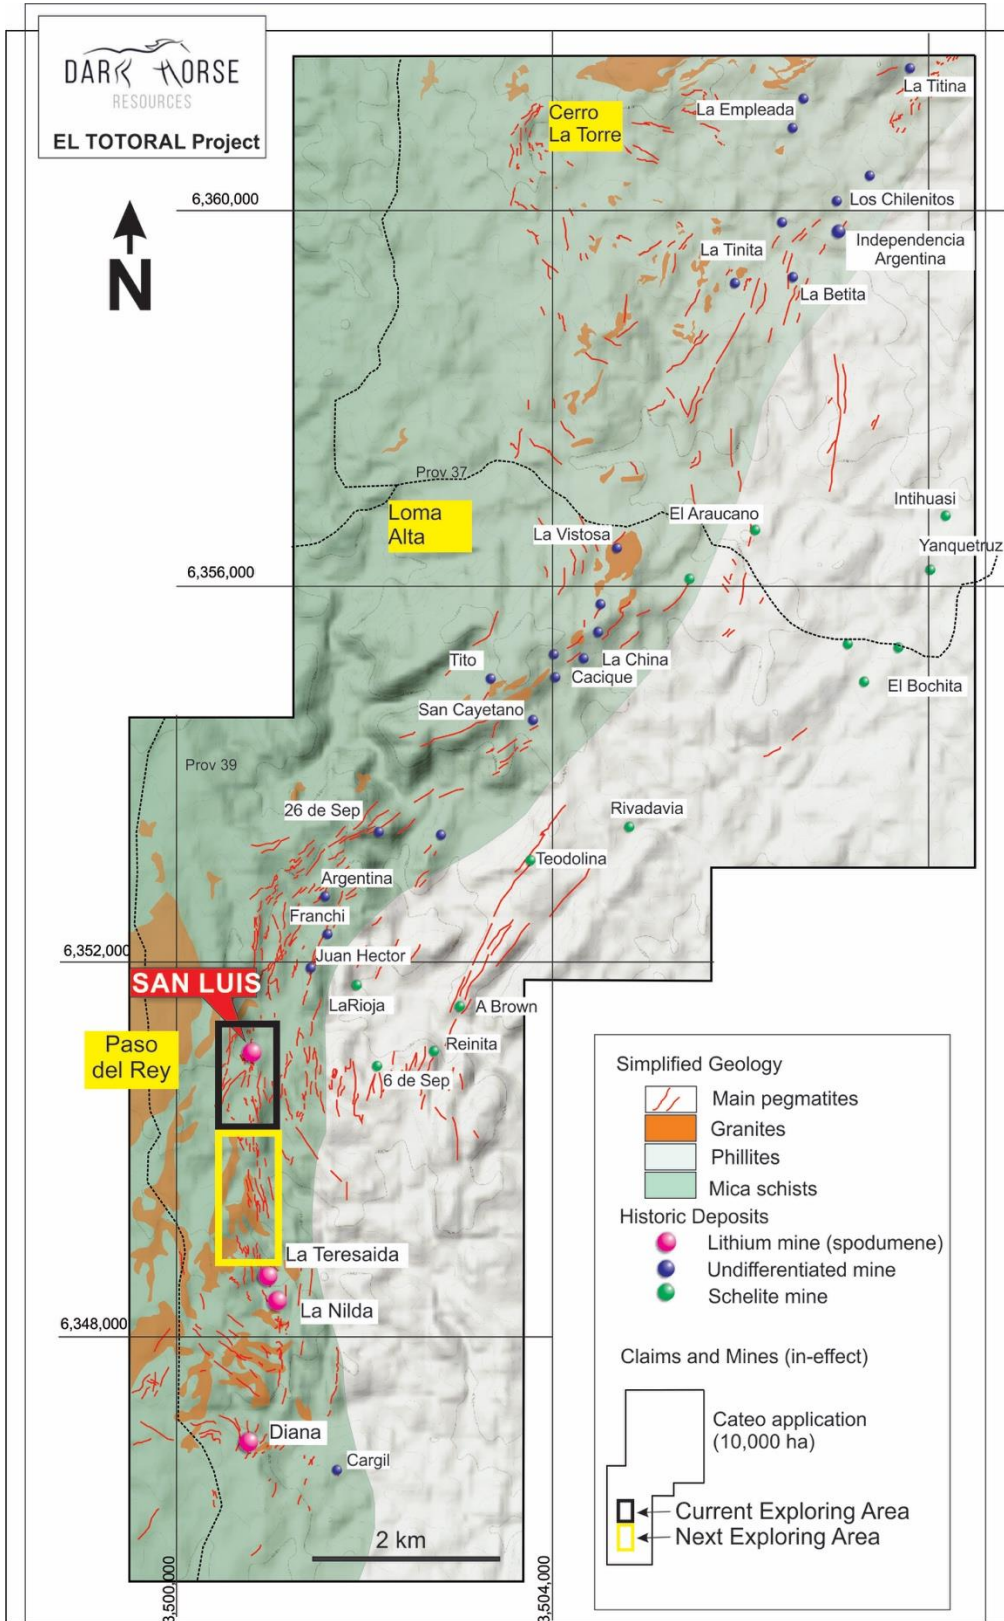 DARK HORSE
RESOURCES
EL TOTORAL Project
N
Cerro
La Torre
La Empleada
La Titina
6,360,000
Los Chilenitos
Independencia
Argentina
La Tinita
La Betita
Prov 37
Loma
Alta
La Vistosa
El Araucano
Intihuasi
Yanquetruz
6,356,000
Tito
La China
Cacique
El Bochita
San Cayetano
Prov 39
26 de Sep
Rivadavia
Teodolina
Argentina
Franchi
6,352,000
Juan Hector
SAN LUIS
LaRioja
A Brown
Paso
del Rey
Reinita
6 de Sep
La Teresaida
La Nilda
6,348,000
Diana
Cargil
2 km
3,500,000
3,504,000
Simplified Geology
Main pegmatites
Granites
Phillites
Mica schists
Historic Deposits
Lithium mine (spodumene)
Undifferentiated mine
Schelite mine
Claims and Mines (in-effect)
Cateo application
(10,000 ha)
Current Exploring Area
Next Exploring Area